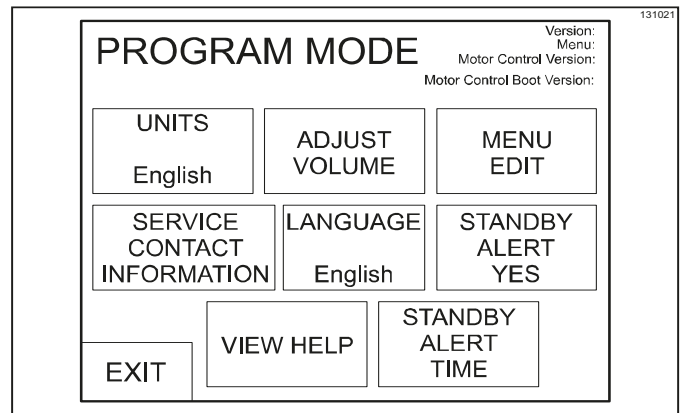 131021
PROGRAM MODE
Version:
Menu:
Motor Control Version:
Motor Control Boot Version:
UNITS
English
ADJUST
VOLUME
MENU
EDIT
SERVICE
CONTACT
INFORMATION
LANGUAGE
English
STANDBY
ALERT
YES
EXIT
VIEW HELP
STANDBY
ALERT
TIME